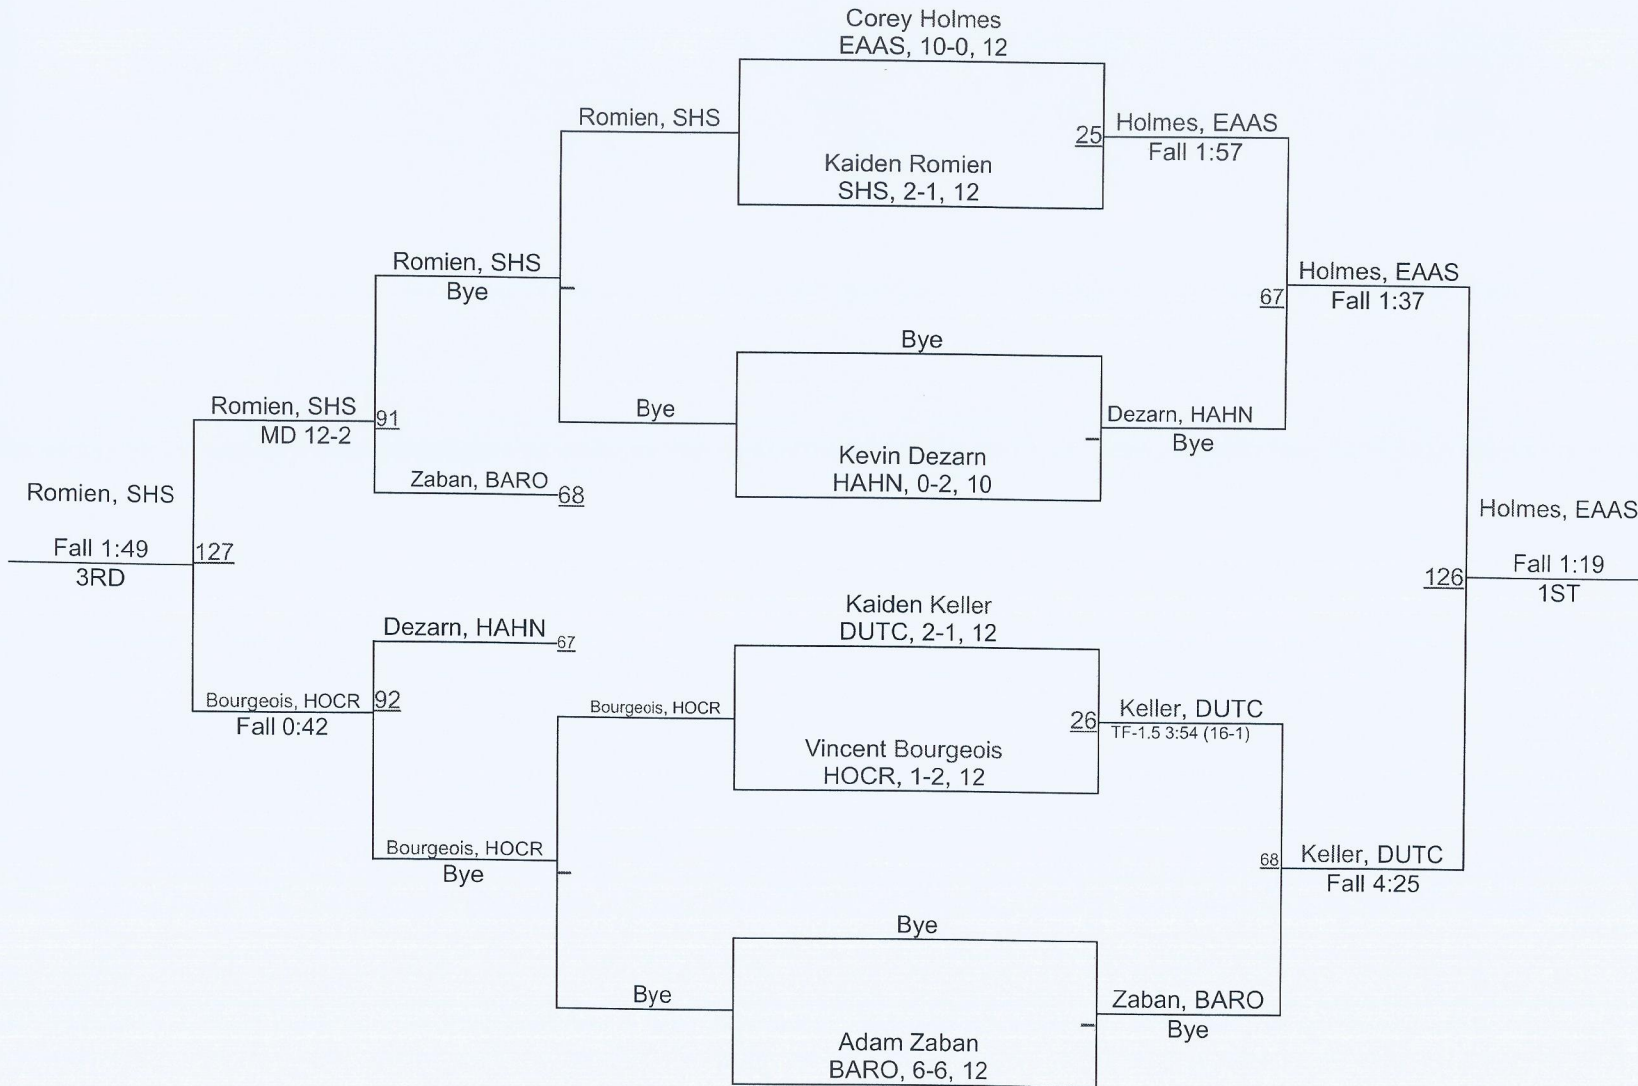 Corey Holmes
EAAS, 10-0, 12
Romien, SHS
25
Holmes, EAAS
Fall 1:57
Kaiden Romien
SHS, 2-1, 12
Romien, SHS
Bye
67
Holmes, EAAS
Fall 1:37
Bye
Romien, SHS
MD 12-2
91
Bye
Dezarn, HAHN
Bye
Kevin Dezarn
HAHN, 0-2, 10
Zaban, BARO
68
Romien, SHS
Fall 1:49
3RD
127
Holmes, EAAS
Fall 1:19
1ST
126
Kaiden Keller
DUTC, 2-1, 12
Dezarn, HAHN
67
Bourgeois, HOCR
Fall 0:42
92
Bourgeois, HOCR
26
Keller, DUTC
TF-1.5 3:54 (16-1)
Vincent Bourgeois
HOCR, 1-2, 12
Bourgeois, HOCR
Bye
68
Keller, DUTC
Fall 4:25
Bye
Bye
Zaban, BARO
Bye
Adam Zaban
BARO, 6-6, 12